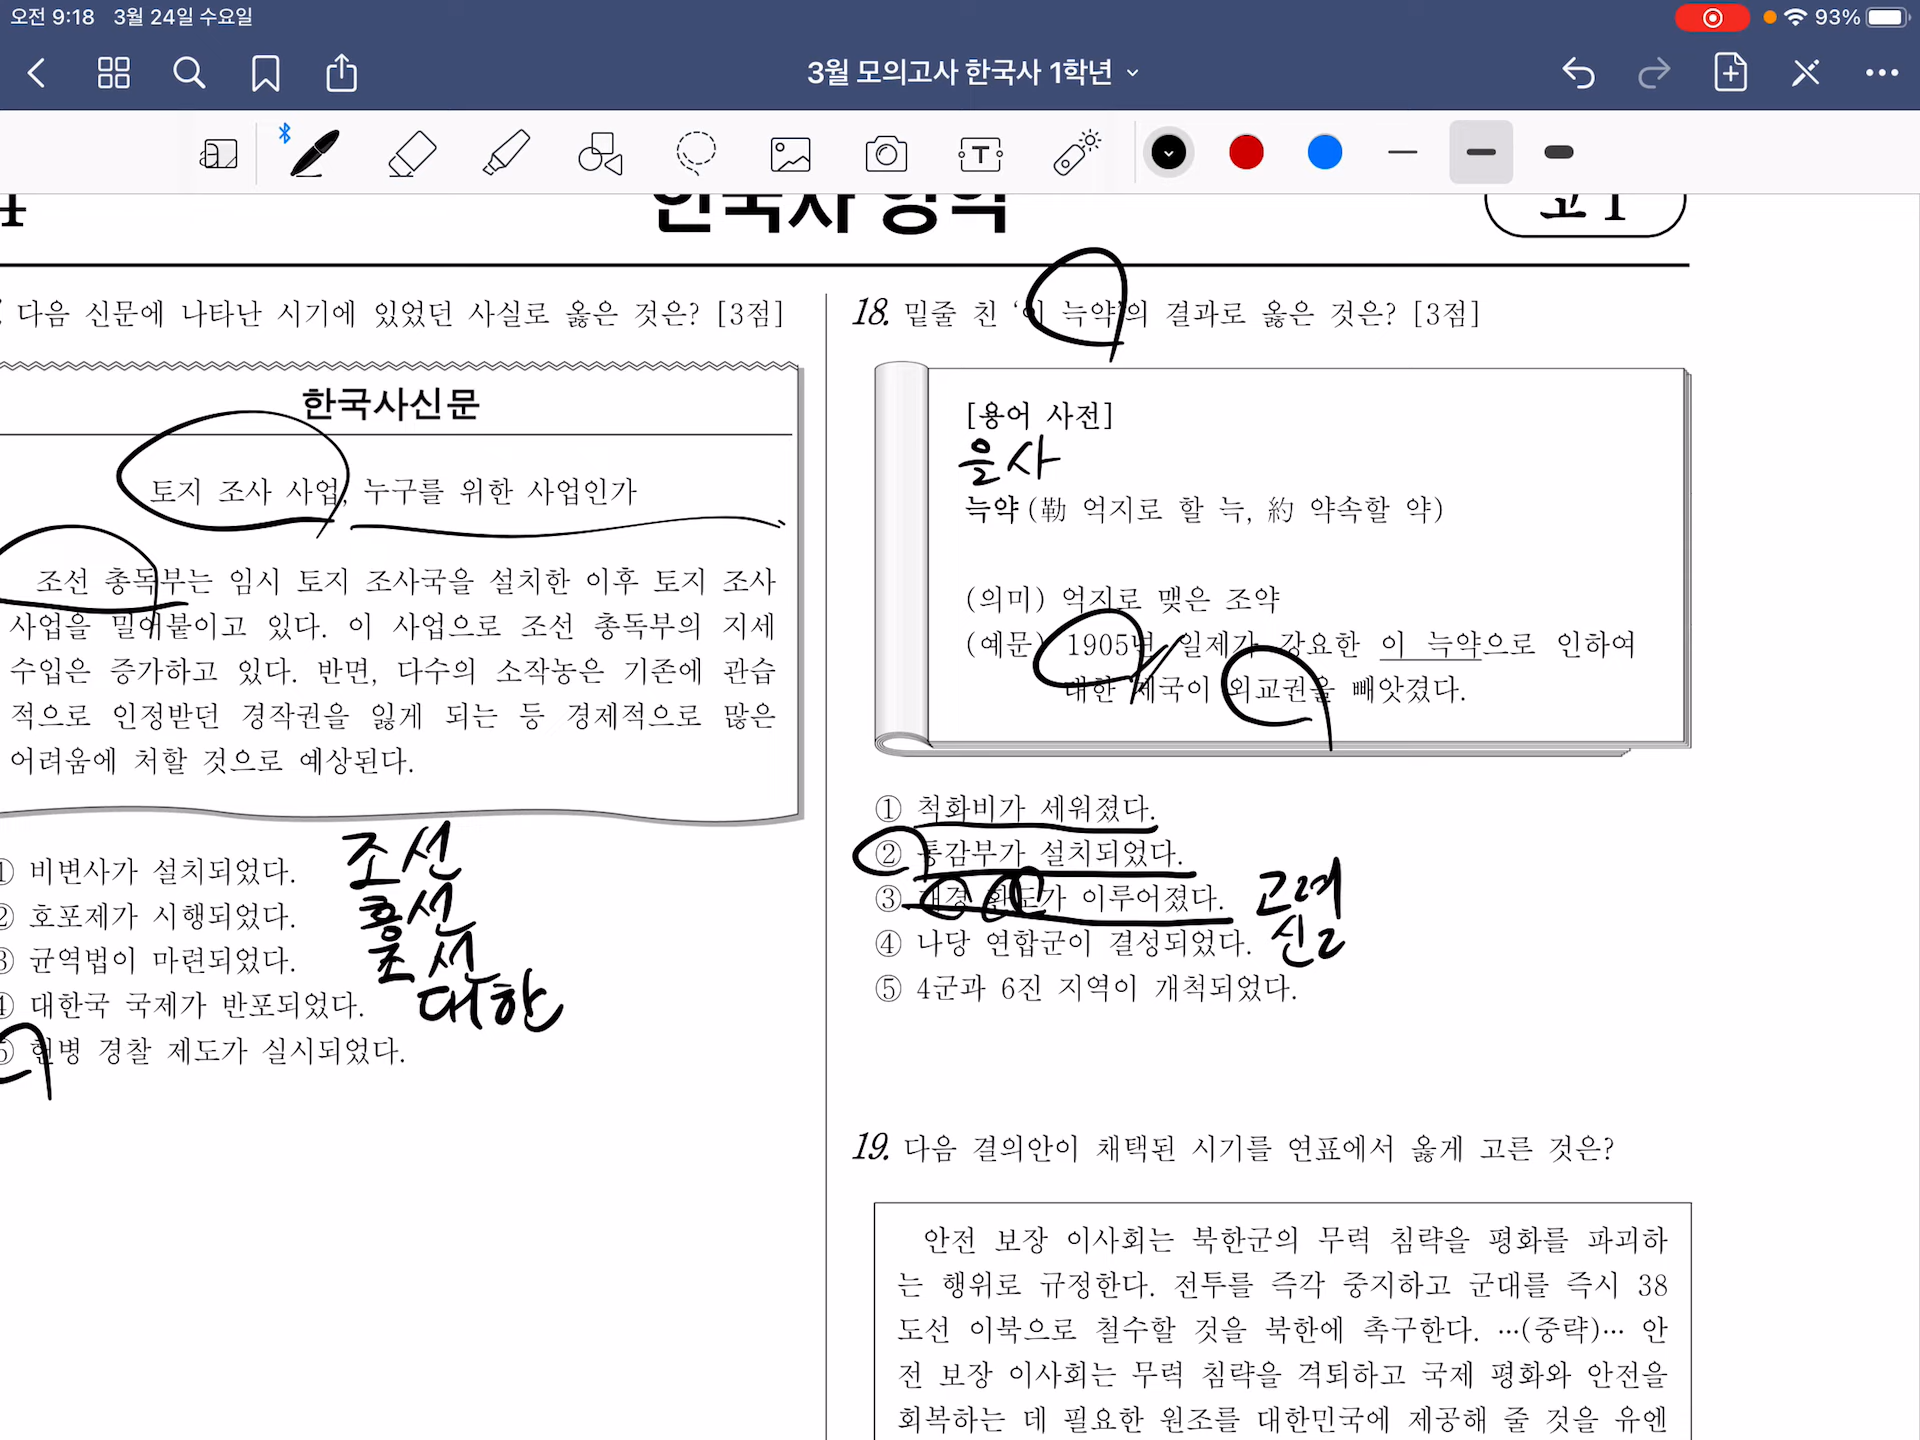 오전 9:18 3월 24일 수요일
93%
3월 모의고사 한국사 1학년
한국사 영역
고 1
다음 신문에 나타난 시기에 있었던 사실로 옳은 것은? [3점]
한국사신문
토지 조사 사업, 누구를 위한 사업인가
조선 총독부는 임시 토지 조사국을 설치한 이후 토지 조사
사업을 밀어붙이고 있다. 이 사업으로 조선 총독부의 지세
수입은 증가하고 있다. 반면, 다수의 소작농은 기존에 관습
적으로 인정받던 경작권을 잃게 되는 등 경제적으로 많은
어려움에 처할 것으로 예상된다.
① 비변사가 설치되었다. 조선
② 호포제가 시행되었다.
③ 균역법이 마련되었다. 조선
④ 대한국 국제가 반포되었다. 대한
⑤ 헌병 경찰 제도가 실시되었다.
18. 밑줄 친 ‘이 늑약’의 결과로 옳은 것은? [3점]
[용어 사전]
을사
늑약(勒 억지로 할 늑, 約 약속할 약)
(의미) 억지로 맺은 조약
(예문) 1905년 일제가 강요한 이 늑약으로 인하여
대한 제국이 외교권을 빼앗겼다.
① 척화비가 세워졌다.
② 통감부가 설치되었다.
③ 개경 환도가 이루어졌다. 고려
④ 나당 연합군이 결성되었다. 신라
⑤ 4군과 6진 지역이 개척되었다.
19. 다음 결의안이 채택된 시기를 연표에서 옳게 고른 것은?
안전 보장 이사회는 북한군의 무력 침략을 평화를 파괴하
는 행위로 규정한다. 전투를 즉각 중지하고 군대를 즉시 38
도선 이북으로 철수할 것을 북한에 촉구한다. …(중략)… 안
전 보장 이사회는 무력 침략을 격퇴하고 국제 평화와 안전을
회복하는 데 필요한 원조를 대한민국에 제공해 줄 것을 유엔